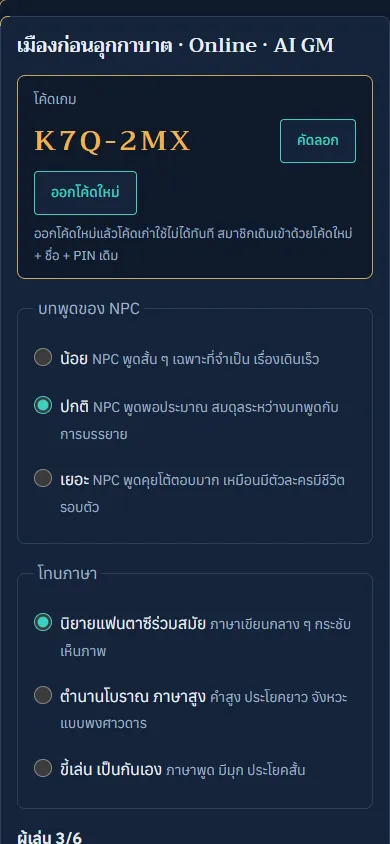 เมืองก่อนอุกกาบาต · Online · AI GM
โค้ดเกม
K7Q-2MX
คัดลอก
ออกโค้ดใหม่
ออกโค้ดใหม่แล้วโค้ดเก่าใช้ไม่ได้ทันที สมาชิกเดิมเข้าด้วยโค้ดใหม่
+ ชื่อ + PIN เดิม
บทพูดของ NPC
น้อย NPC พูดสั้น ๆ เฉพาะที่จำเป็น เรื่องเดินเร็ว
ปกติ NPC พูดพอประมาณ สมดุลระหว่างบทพูดกับ
การบรรยาย
เยอะ NPC พูดคุยโต้ตอบมาก เหมือนมีตัวละครมีชีวิต
รอบตัว
โทนภาษา
นิยายแฟนตาซีร่วมสมัย ภาษาเขียนกลาง ๆ กระชับ
เห็นภาพ
ตำนานโบราณ ภาษาสูง คำสูง ประโยคยาว จังหวะ
แบบพงศาวดาร
ขี้เล่น เป็นกันเอง ภาษาพูด มีมุก ประโยคสั้น
ผู้เล่น 3/6